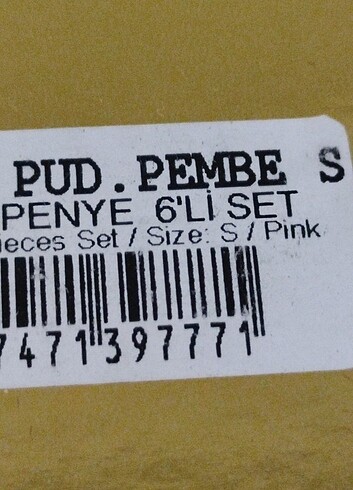 PUD.PEMBE S
PENYE 6'Lİ SET
ieces Set / Size: S / Pink
7471397771